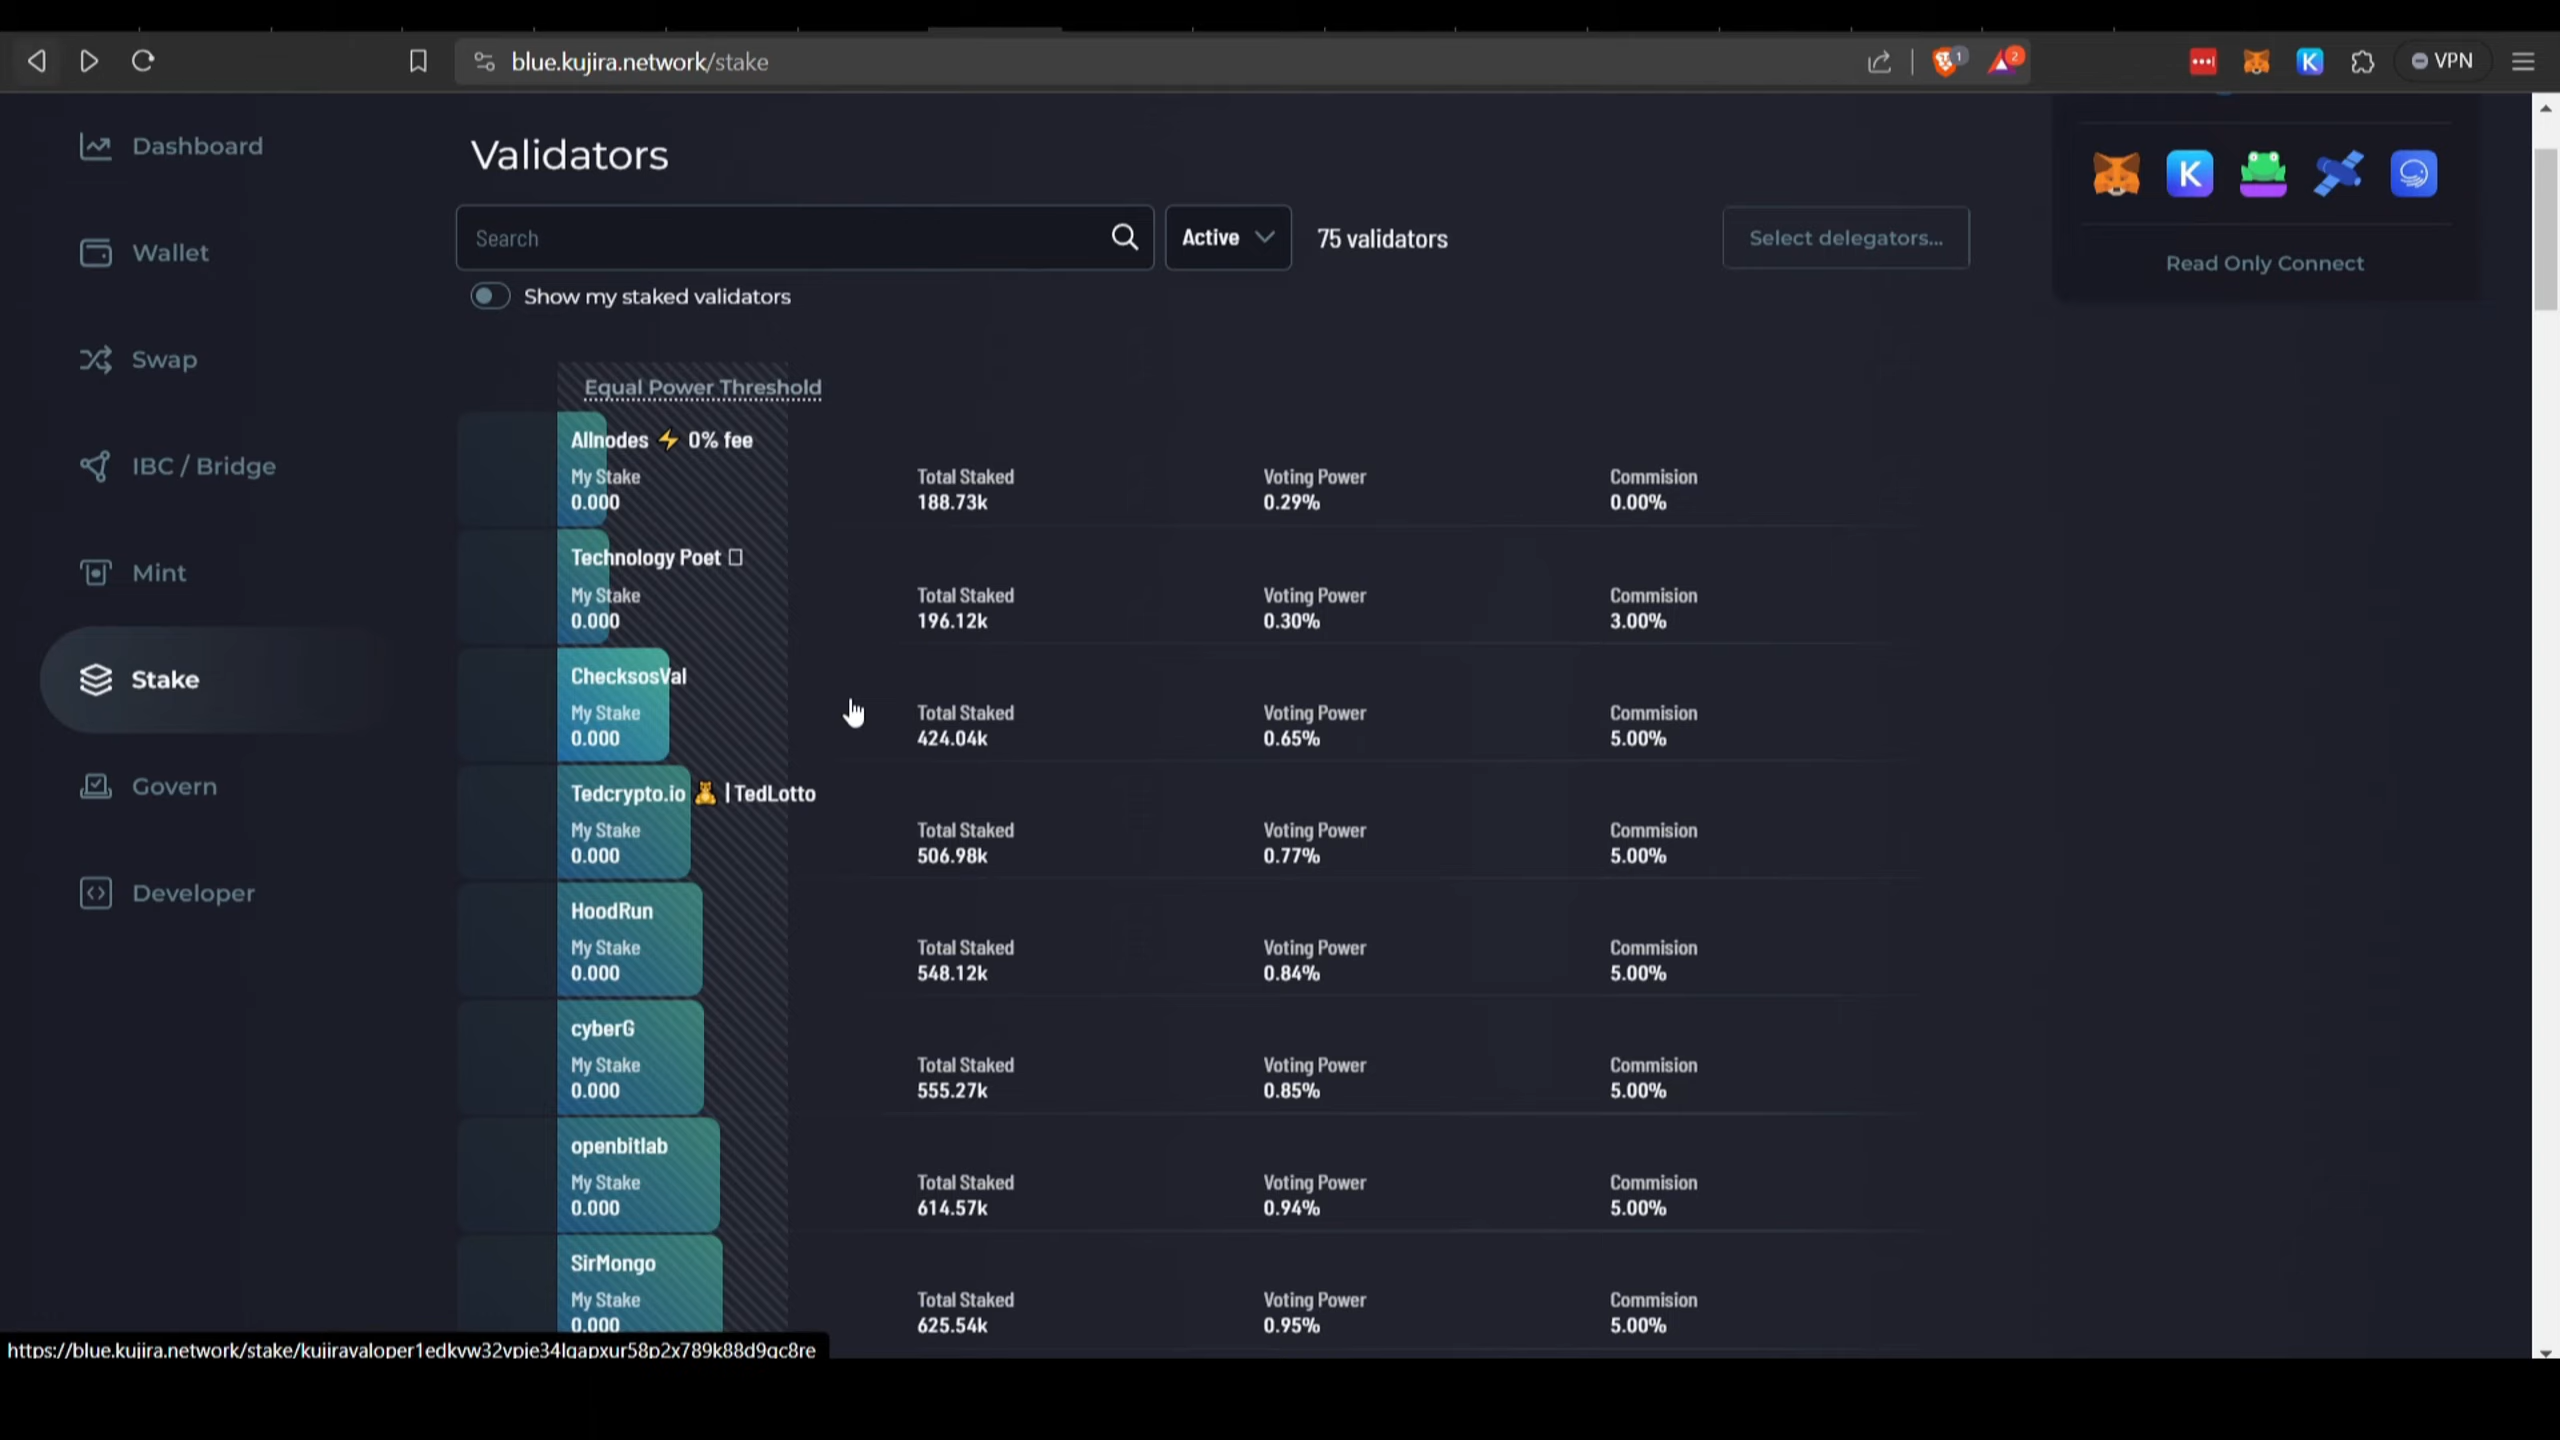 blue.kujira.network/stake
1
2
K
VPN
Dashboard
Wallet
Swap
IBC / Bridge
Mint
Stake
Govern
Developer
Validators
Search
Active
75 validators
Select delegators...
Show my staked validators
K
Read Only Connect
Equal Power Threshold
Allnodes ⚡ 0% fee
My Stake Total Staked Voting Power Commision
0.000 188.73k 0.29% 0.00%
Technology Poet
My Stake Total Staked Voting Power Commision
0.000 196.12k 0.30% 3.00%
ChecksosVal
My Stake Total Staked Voting Power Commision
0.000 424.04k 0.65% 5.00%
Tedcrypto.io 🧸 | TedLotto
My Stake Total Staked Voting Power Commision
0.000 506.98k 0.77% 5.00%
HoodRun
My Stake Total Staked Voting Power Commision
0.000 548.12k 0.84% 5.00%
cyberG
My Stake Total Staked Voting Power Commision
0.000 555.27k 0.85% 5.00%
openbitlab
My Stake Total Staked Voting Power Commision
0.000 614.57k 0.94% 5.00%
SirMongo
My Stake Total Staked Voting Power Commision
0.000 625.54k 0.95% 5.00%